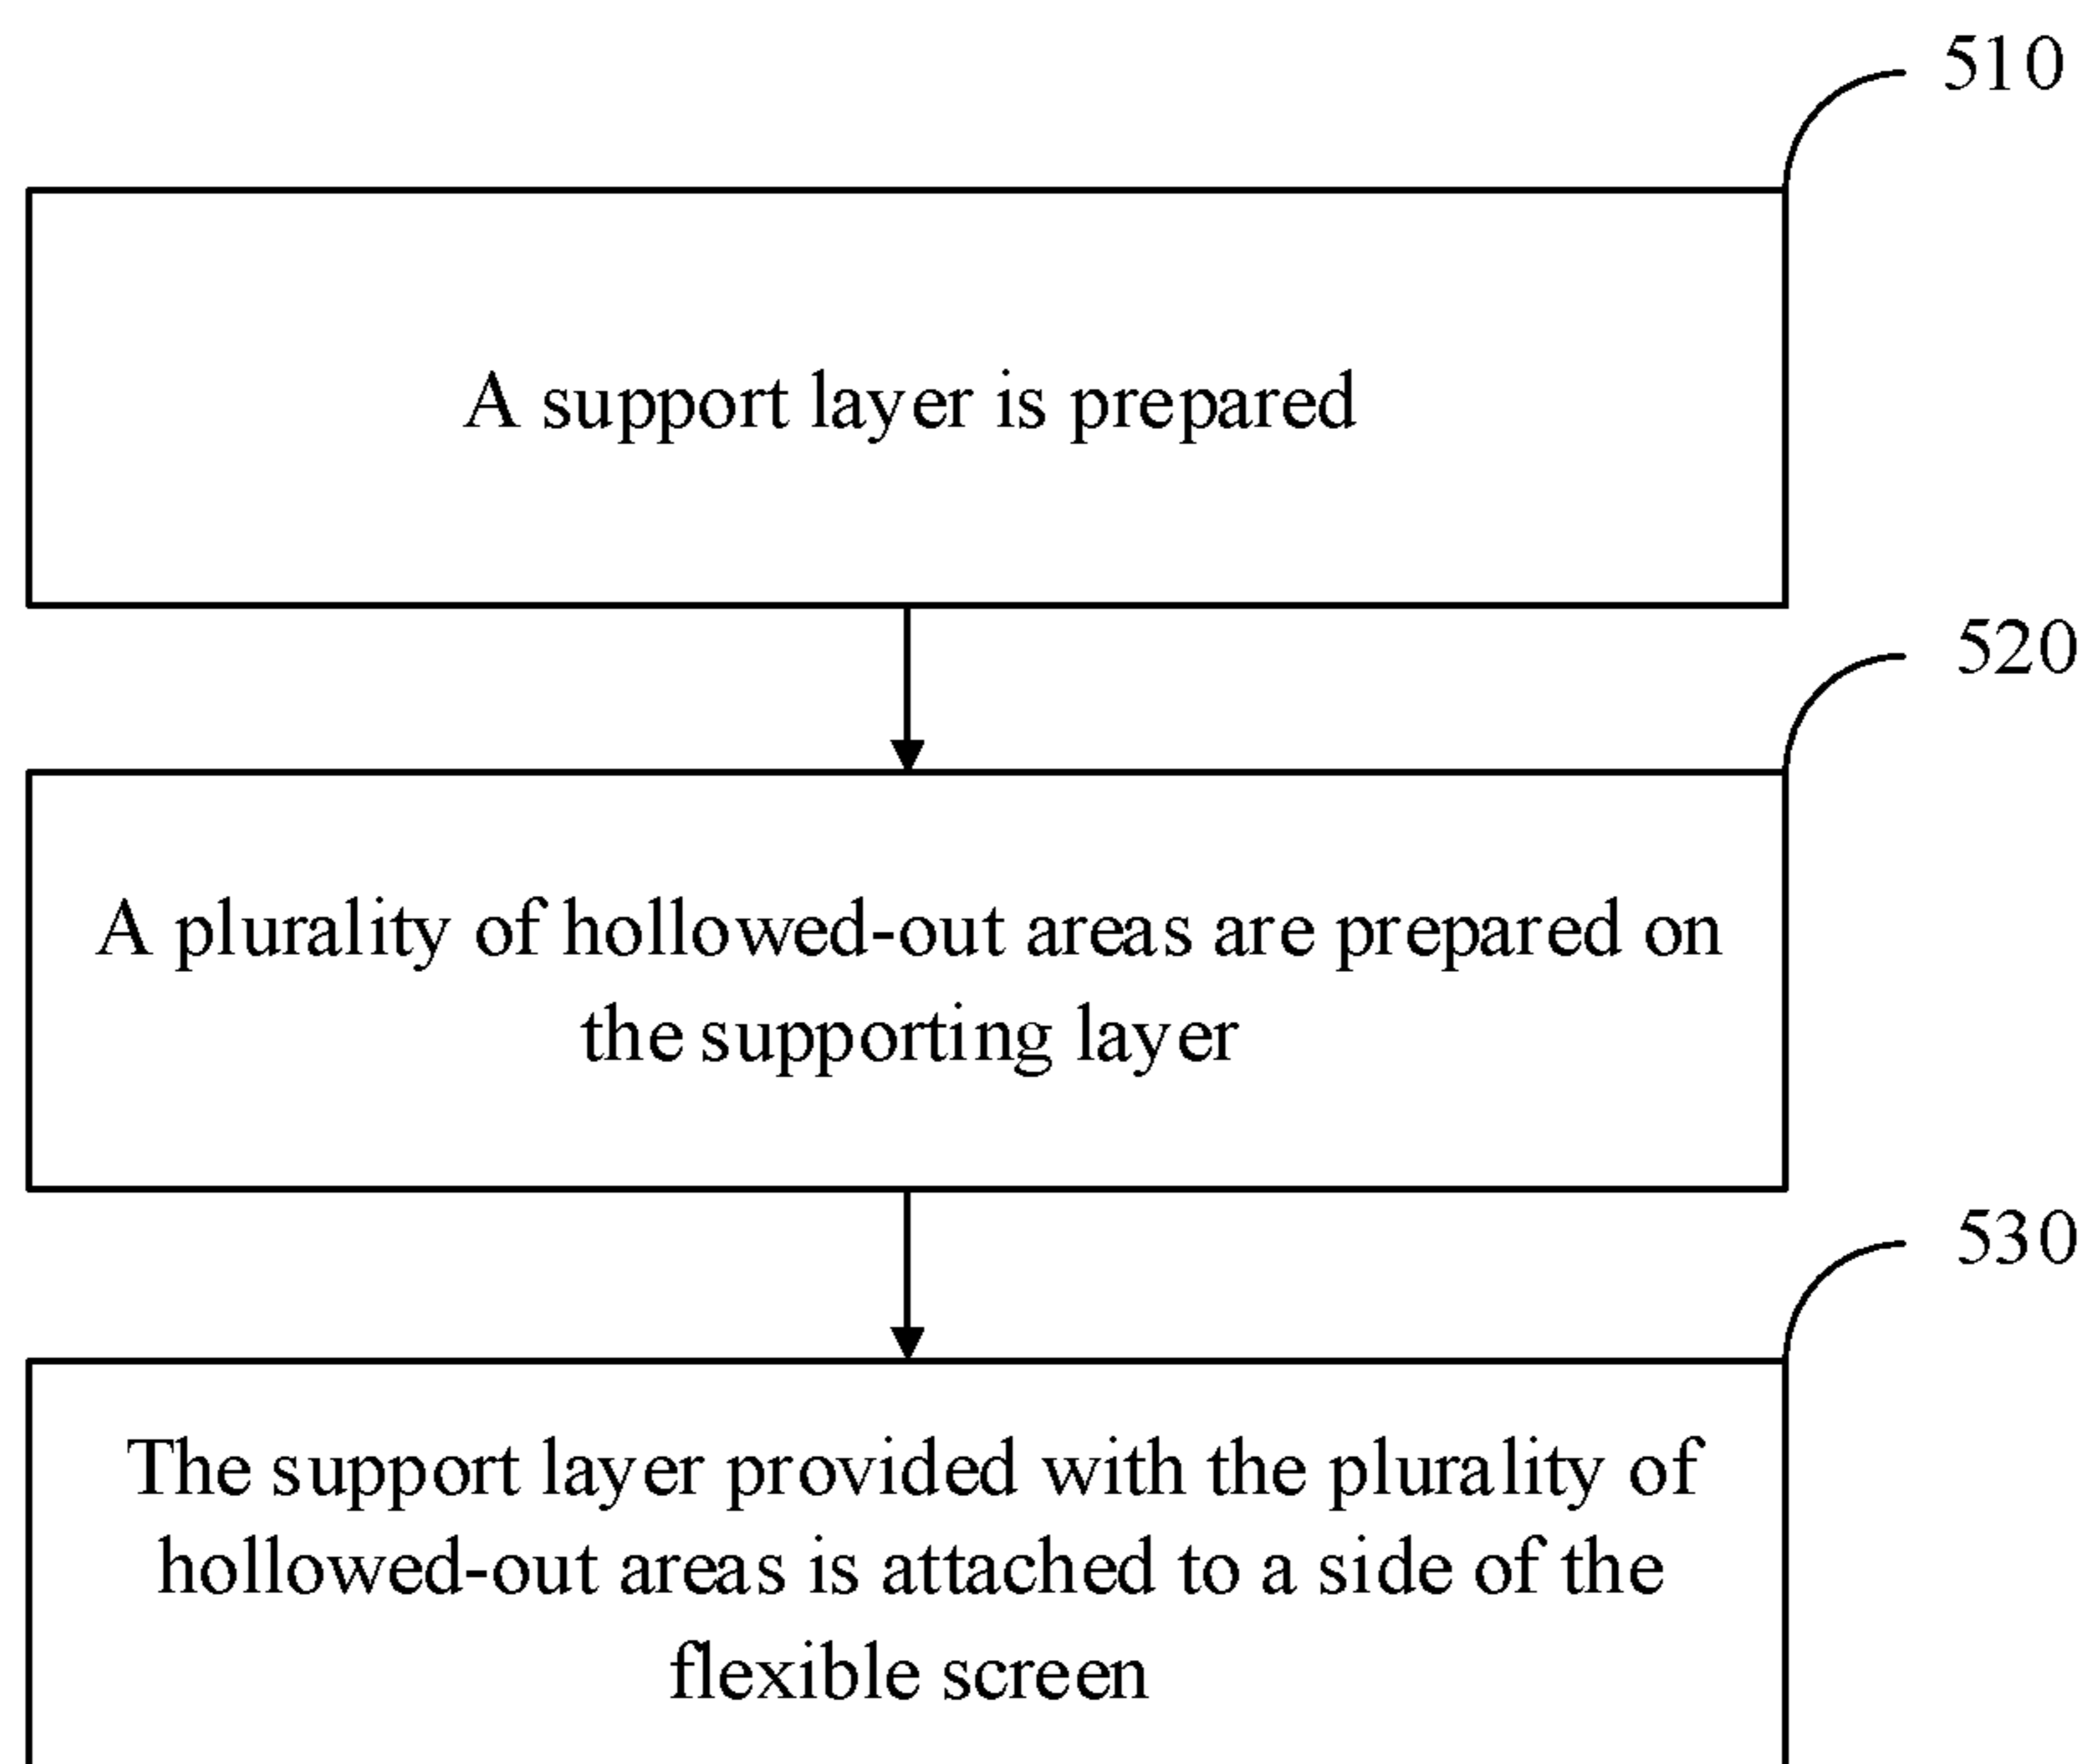 510
A support layer is prepared
520
A plurality of hollowed-out areas are prepared on
the supporting layer
530
The support layer provided with the plurality of
hollowed-out areas is attached to a side of the
flexible screen